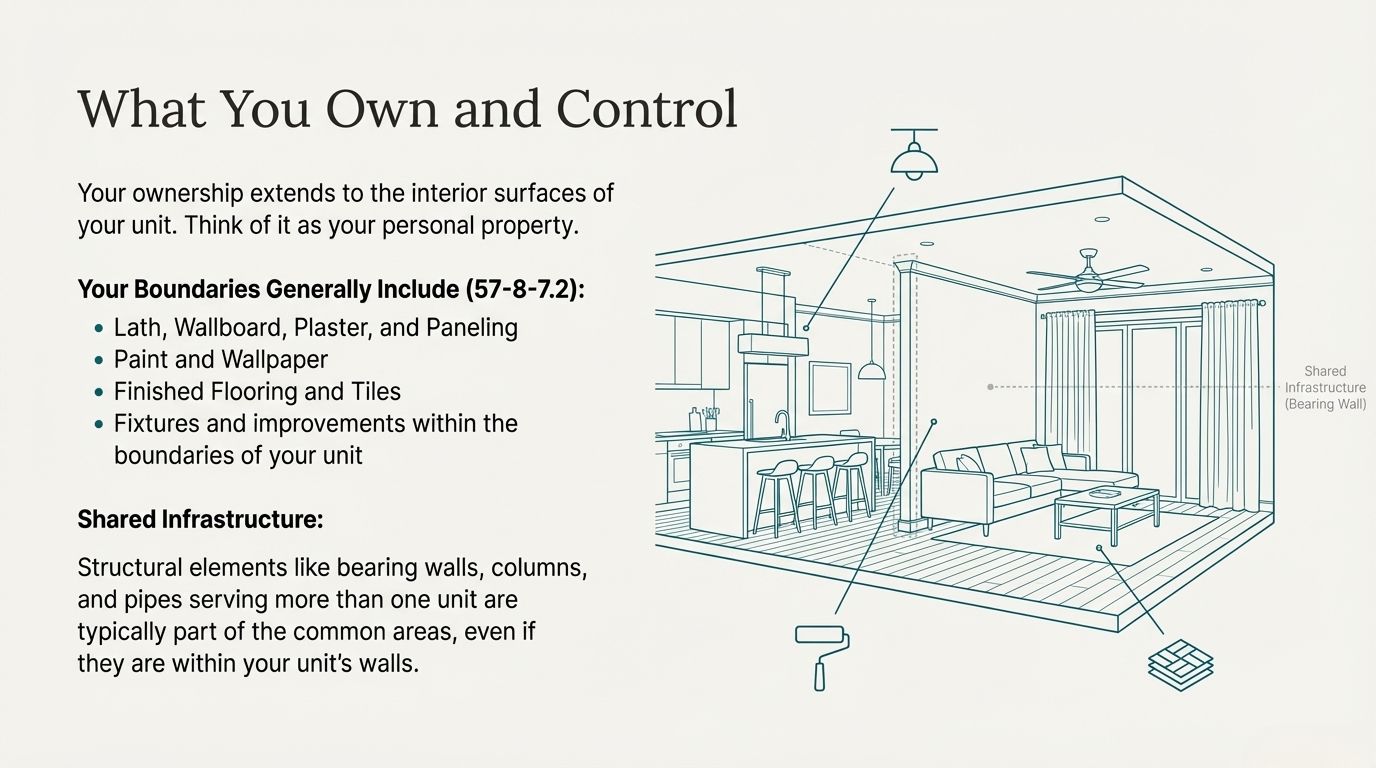 What You Own and Control
Your ownership extends to the interior surfaces of
your unit. Think of it as your personal property.
Your Boundaries Generally Include (57-8-7.2):
• Lath, Wallboard, Plaster, and Paneling
• Paint and Wallpaper
• Finished Flooring and Tiles
• Fixtures and improvements within the
boundaries of your unit
Shared Infrastructure:
Structural elements like bearing walls, columns,
and pipes serving more than one unit are
typically part of the common areas, even if
they are within your unit’s walls.
Shared
Infrastructure
(Bearing Wall)